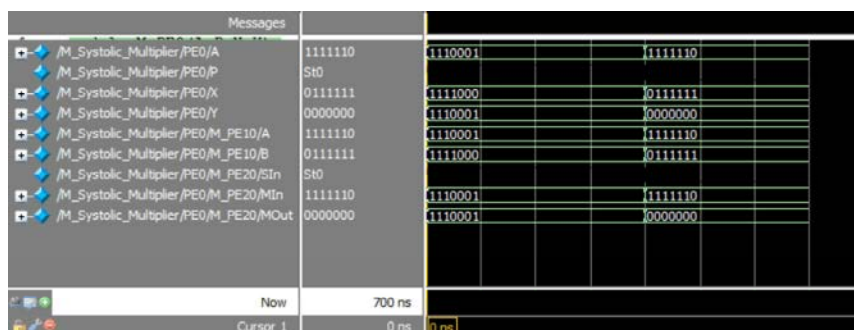 Messages
/M_Systolic_Multiplier/PE0/A 1111110 1110001 1111110
/M_Systolic_Multiplier/PE0/P St0
/M_Systolic_Multiplier/PE0/X 0111111 1111000 0111111
/M_Systolic_Multiplier/PE0/Y 0000000 1110001 0000000
/M_Systolic_Multiplier/PE0/M_PE10/A 1111110 1110001 1111110
/M_Systolic_Multiplier/PE0/M_PE10/B 0111111 1111000 0111111
/M_Systolic_Multiplier/PE0/M_PE20/SIn St0
/M_Systolic_Multiplier/PE0/M_PE20/MIn 1111110 1110001 1111110
/M_Systolic_Multiplier/PE0/M_PE20/MOut 0000000 1110001 0000000
Now 700 ns
Cursor 1 0 ns 0 ns